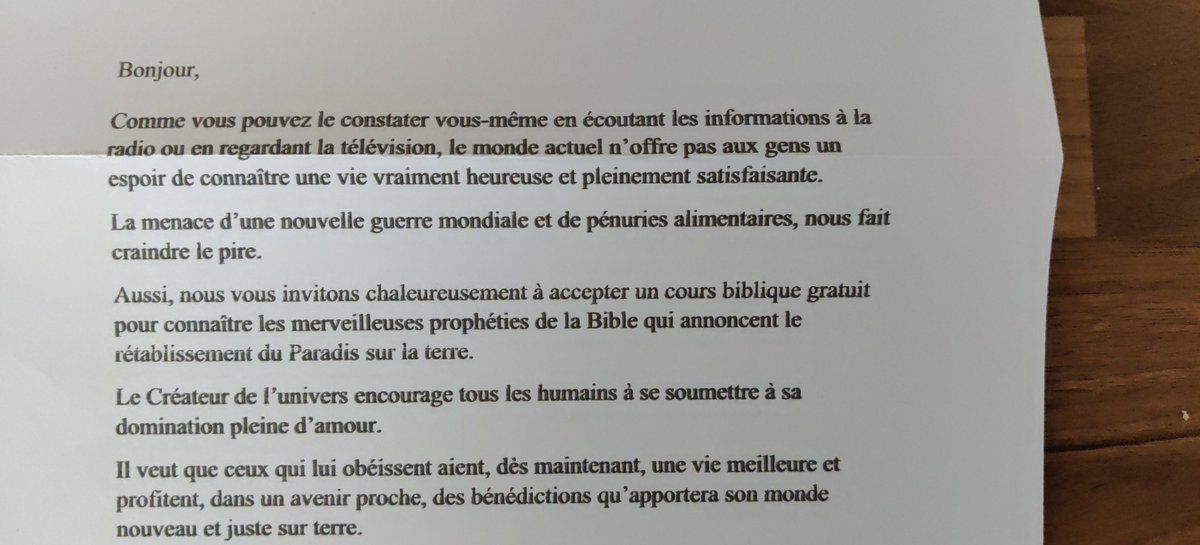 Bonjour,
Comme vous pouvez le constater vous-même en écoutant les informations à la
radio ou en regardant la télévision, le monde actuel n’offre pas aux gens un
espoir de connaître une vie vraiment heureuse et pleinement satisfaisante.
La menace d’une nouvelle guerre mondiale et de pénuries alimentaires, nous fait
craindre le pire.
Aussi, nous vous invitons chaleureusement à accepter un cours biblique gratuit
pour connaître les merveilleuses prophéties de la Bible qui annoncent le
rétablissement du Paradis sur la terre.
Le Créateur de l’univers encourage tous les humains à se soumettre à sa
domination pleine d’amour.
Il veut que ceux qui lui obéissent aient, dès maintenant, une vie meilleure et
profitent, dans un avenir proche, des bénédictions qu’apportera son monde
nouveau et juste sur terre.